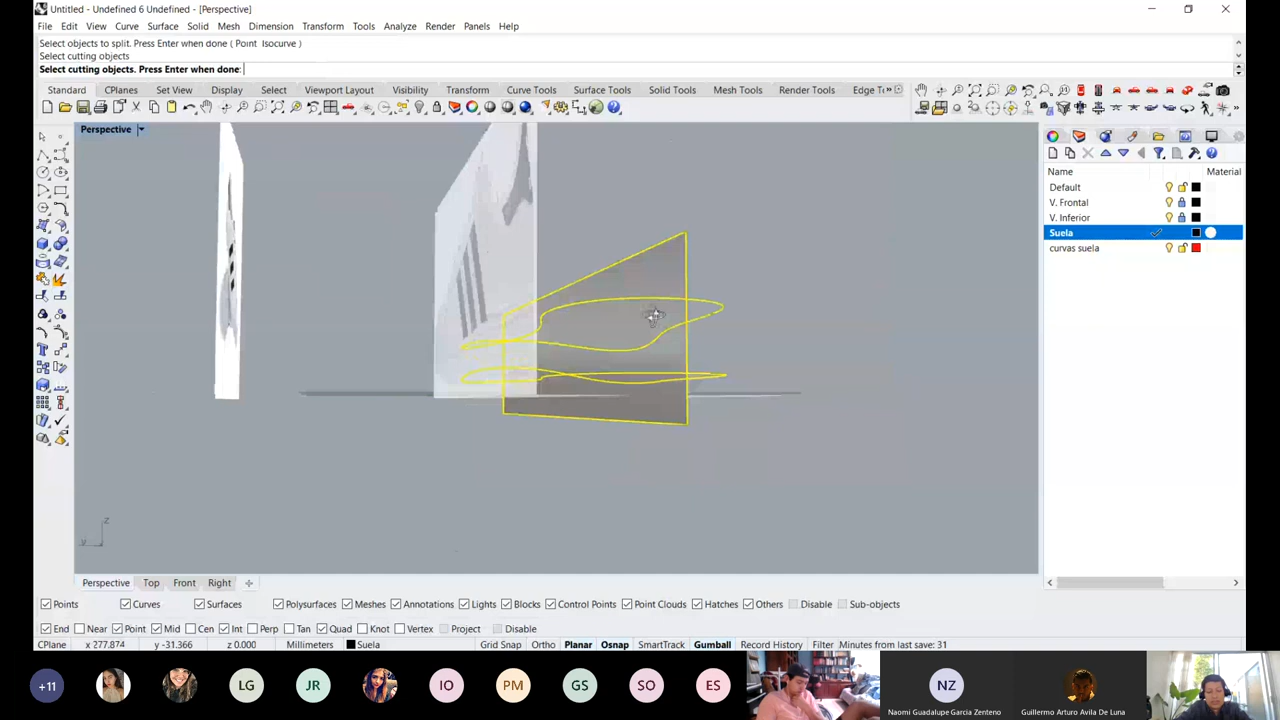 Untitled - Undefined 6 Undefined - [Perspective]
File Edit View Curve Surface Solid Mesh Dimension Transform Tools Analyze Render Panels Help
Select objects to split. Press Enter when done ( Point Isocurve )
Select cutting objects
Select cutting objects. Press Enter when done:
Standard CPlanes Set View Display Select Viewport Layout Visibility Transform Curve Tools Surface Tools Solid Tools Mesh Tools Render Tools Edge T
Perspective
Name Material
Default
V. Frontal
V. Inferior
Suela
curvas suela
z
y
Perspective Top Front Right
Points Curves Surfaces Polysurfaces Meshes Annotations Lights Blocks Control Points Point Clouds Hatches Others Disable Sub-objects
End Near Point Mid Cen Int Perp Tan Quad Knot Vertex Project Disable
CPlane x 277.874 y -31.366 z 0.000 Millimeters Suela Grid Snap Ortho Planar Osnap SmartTrack Gumball Record History Filter Minutes from last save: 31
+11 LG JR IO PM GS SO ES NZ
Naomi Guadalupe Garcia Zenteno Guillermo Arturo Avila De Luna